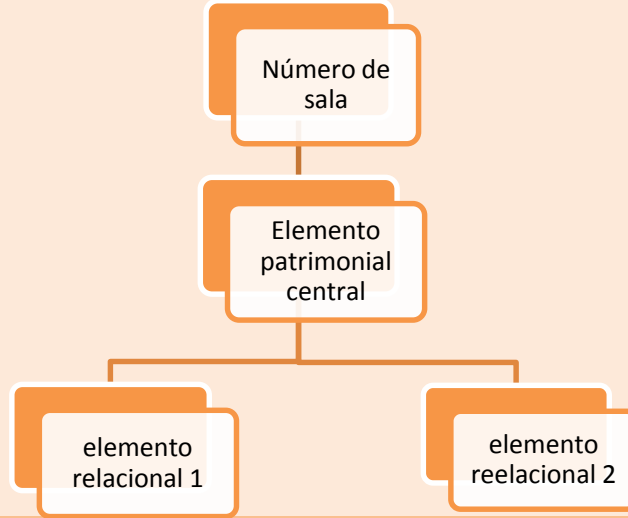 Número de
sala
Elemento
patrimonial
central
elemento
relacional 1
elemento
reelacional 2